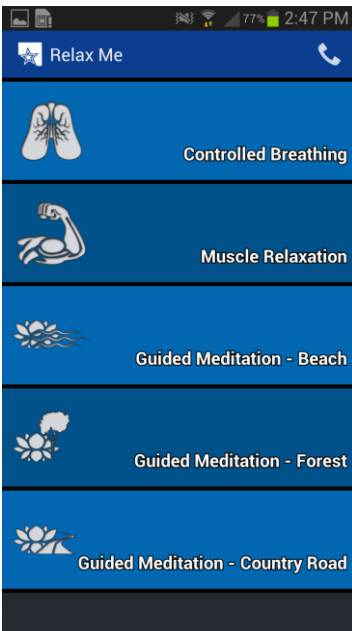 77% 2:47 PM
Relax Me
Controlled Breathing
Muscle Relaxation
Guided Meditation - Beach
Guided Meditation - Forest
Guided Meditation - Country Road